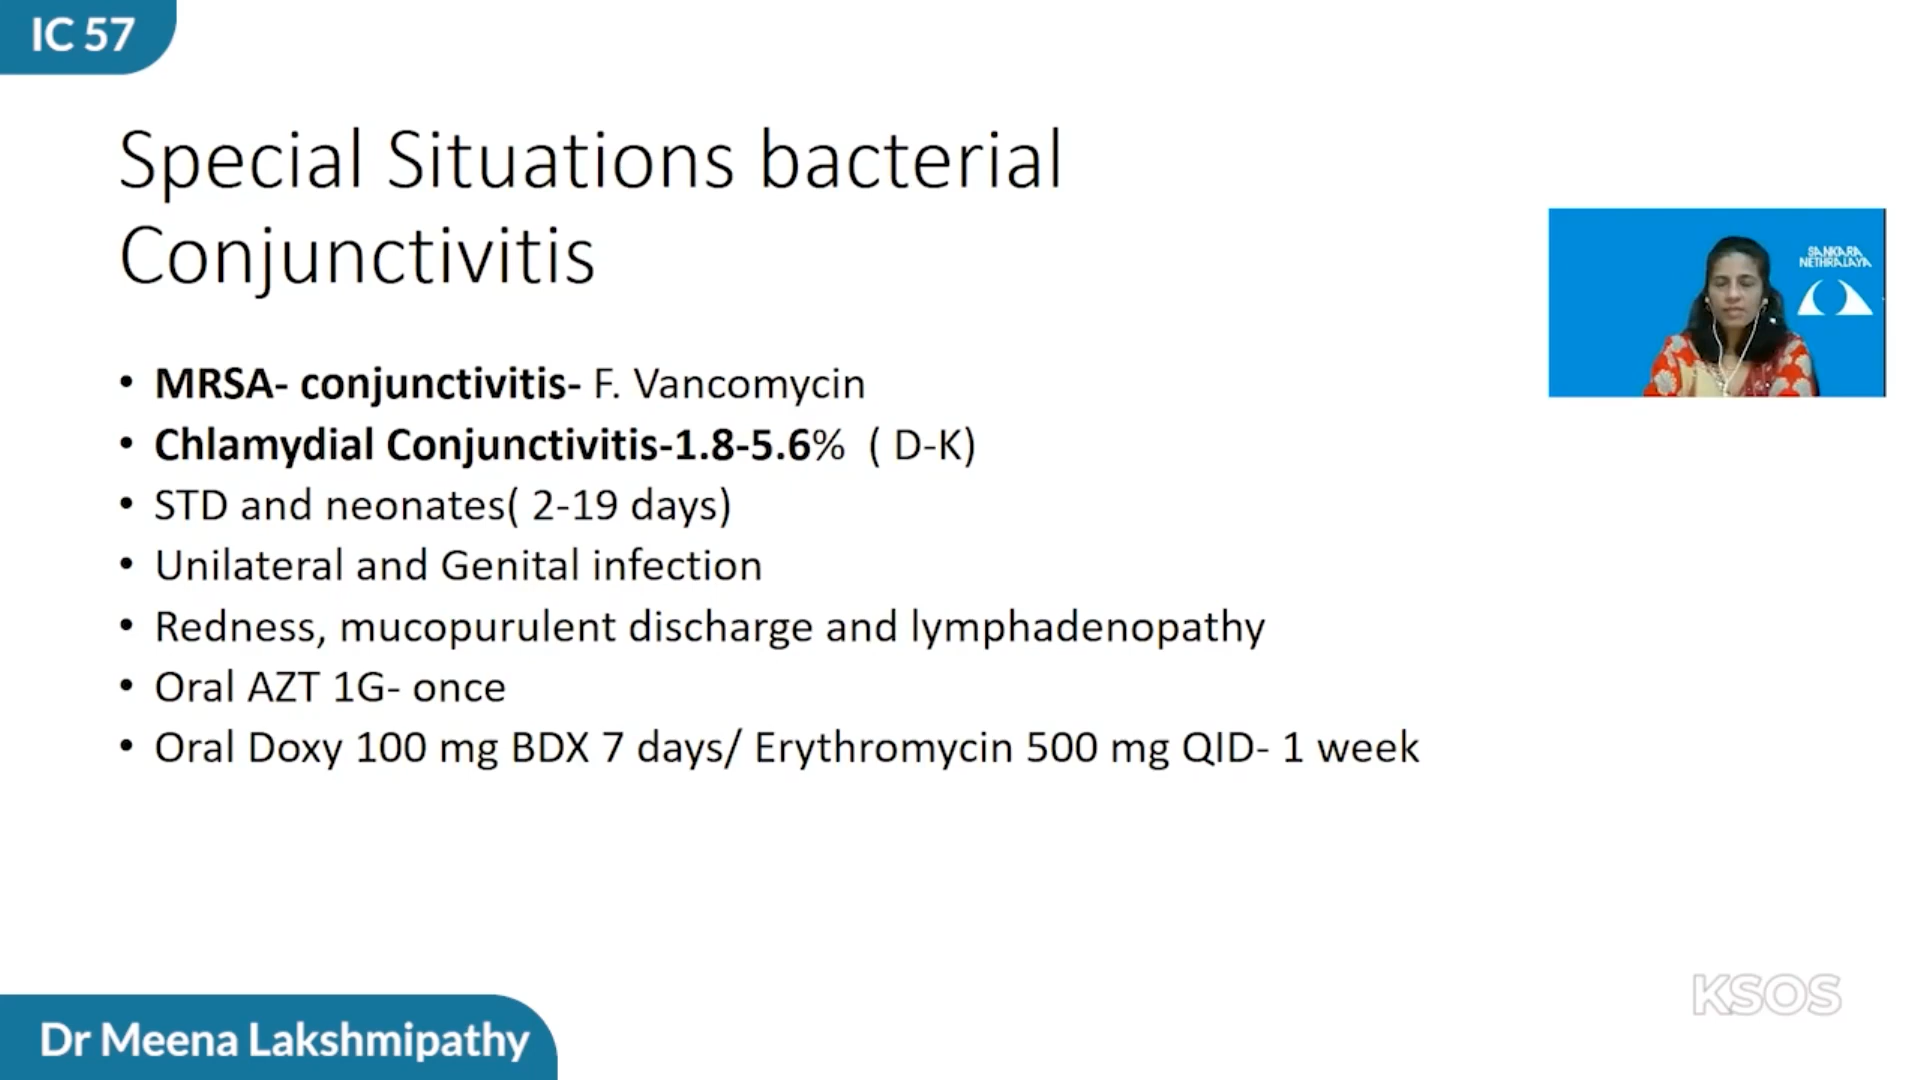 IC 57
Special Situations bacterial
Conjunctivitis
SANKARA
NETHRALAYA
• MRSA- conjunctivitis- F. Vancomycin
• Chlamydial Conjunctivitis-1.8-5.6% ( D-K)
• STD and neonates( 2-19 days)
• Unilateral and Genital infection
• Redness, mucopurulent discharge and lymphadenopathy
• Oral AZT 1G- once
• Oral Doxy 100 mg BDX 7 days/ Erythromycin 500 mg QID- 1 week
KSOS
Dr Meena Lakshmipathy